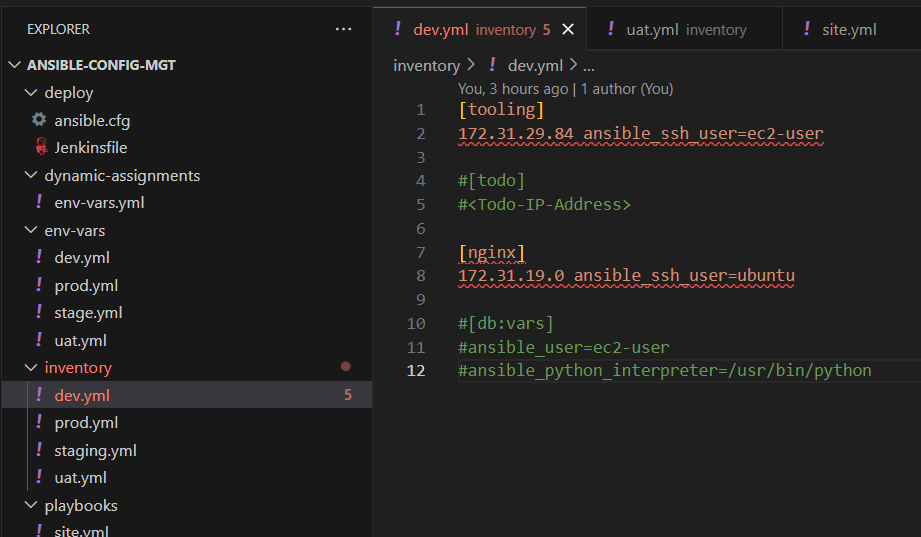 EXPLORER ...
ANSIBLE-CONFIG-MGT
deploy
ansible.cfg
Jenkinsfile
dynamic-assignments
env-vars.yml
env-vars
dev.yml
prod.yml
stage.yml
uat.yml
inventory
dev.yml 5
prod.yml
staging.yml
uat.yml
playbooks
site.yml
! dev.yml inventory 5 ! uat.yml inventory ! site.yml
inventory > ! dev.yml > ...
You, 3 hours ago | 1 author (You)
1 [tooling]
2 172.31.29.84 ansible_ssh_user=ec2-user
3
4 #[todo]
5 #<Todo-IP-Address>
6
7 [nginx]
8 172.31.19.0 ansible_ssh_user=ubuntu
9
10 #[db:vars]
11 #ansible_user=ec2-user
12 #ansible_python_interpreter=/usr/bin/python